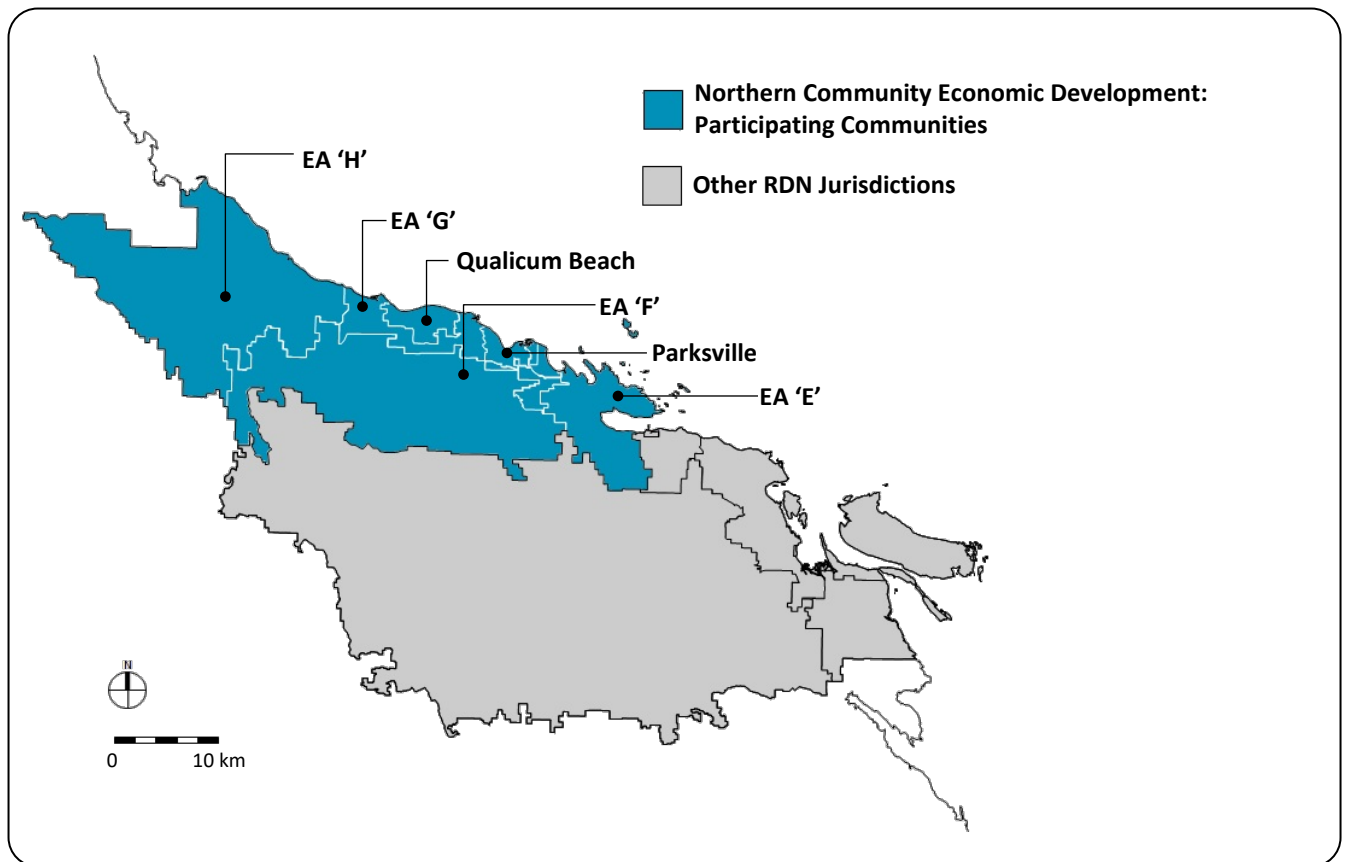 Northern Community Economic Development:
Participating Communities
EA ‘H’
Other RDN Jurisdictions
EA ‘G’
Qualicum Beach
EA ‘F’
Parksville
EA ‘E’
N
0 10 km